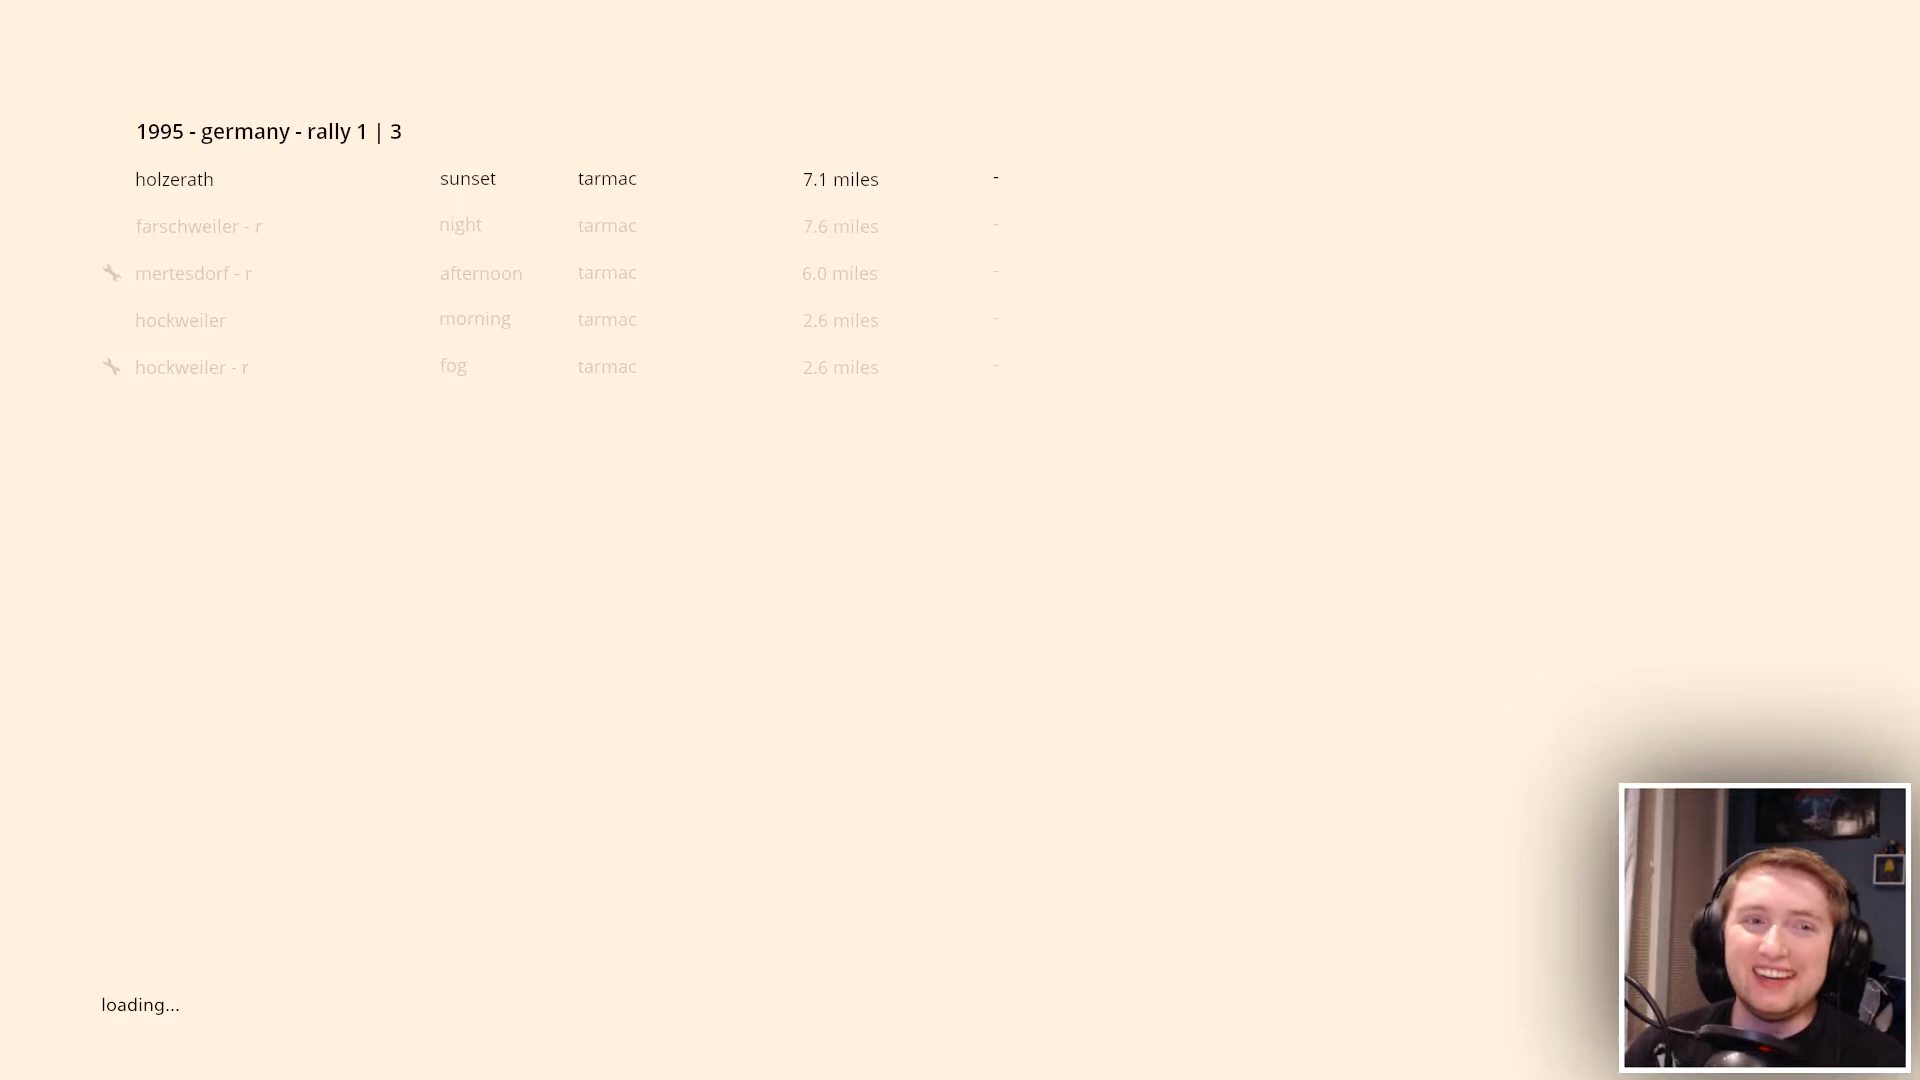 1995 - germany - rally 1 | 3
holzerath sunset tarmac 7.1 miles -
farschweiler - r night tarmac 7.6 miles -
mertesdorf - r afternoon tarmac 6.0 miles -
hockweiler morning tarmac 2.6 miles -
hockweiler - r fog tarmac 2.6 miles -
loading...